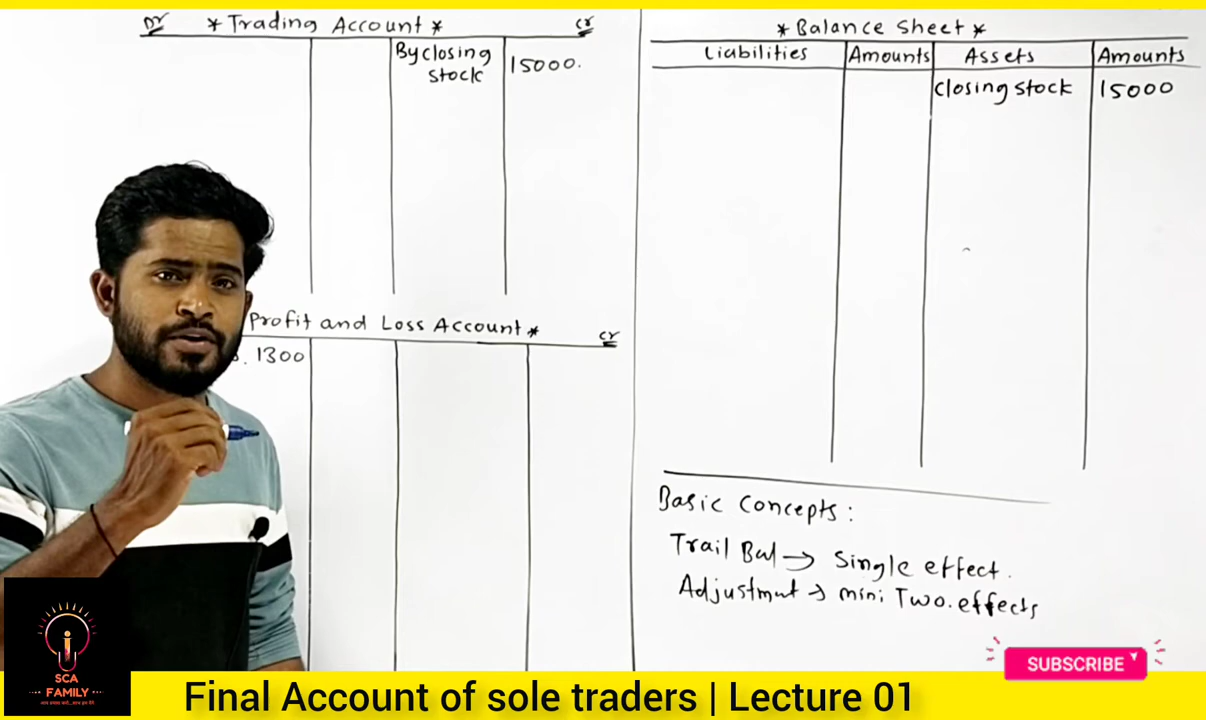 Dr * Trading Account * cr
By closing
stock 15000.
Profit and Loss Account * cr
. 1300
* Balance Sheet *
Liabilities Amounts Assets Amounts
closing stock 15000
Basic Concepts :
Trail Bal → Single effect.
Adjustmut → mini Two. effects
SCA
FAMILY
SUBSCRIBE
Final Account of sole traders | Lecture 01